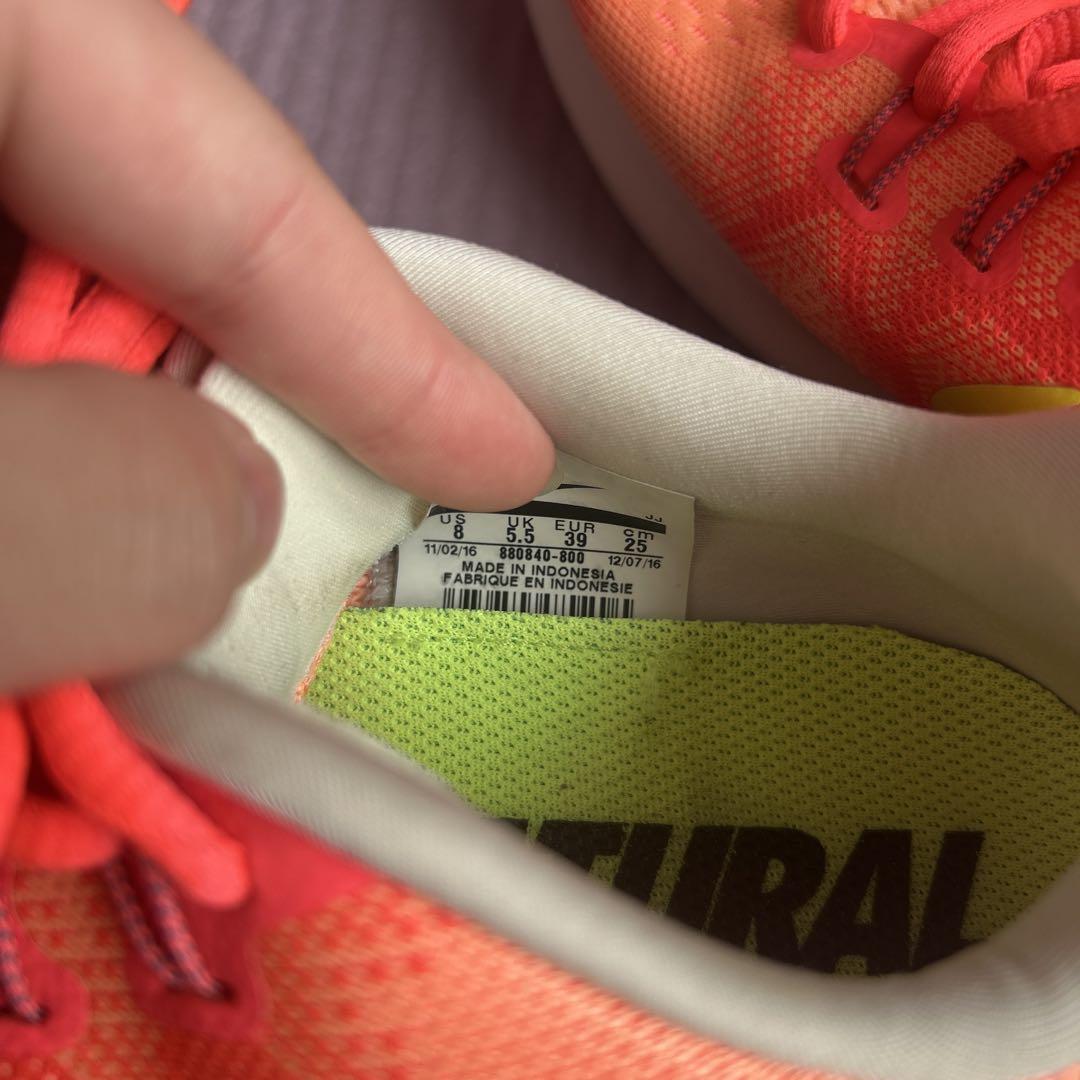 US UK EUR cm
8 5.5 39 25
11/02/16 880840-800 12/07/16
MADE IN INDONESIA
FABRIQUE EN INDONESIE